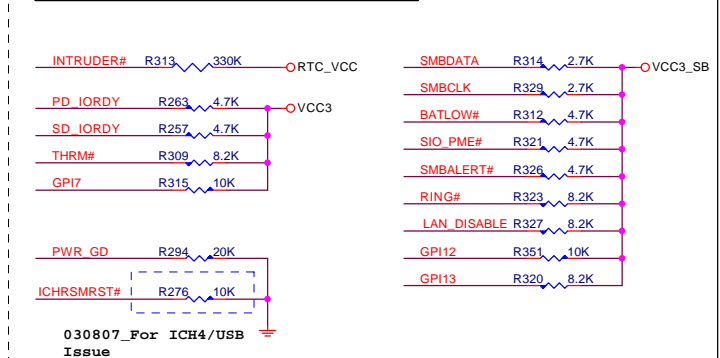 INTRUDER# R313 330K RTC_VCC
PD_IORDY R263 4.7K VCC3
SD_IORDY R257 4.7K
THRM# R309 8.2K
GPI7 R315 10K
PWR_GD R294 20K
ICHRSMRST# R276 10K
030807_For ICH4/USB
Issue
SMBDATA R314 2.7K VCC3_SB
SMBCLK R329 2.7K
BATLOW# R312 4.7K
SIO_PME# R321 4.7K
SMBALERT# R326 4.7K
RING# R323 8.2K
LAN_DISABLE R327 8.2K
GPI12 R351 10K
GPI13 R320 8.2K